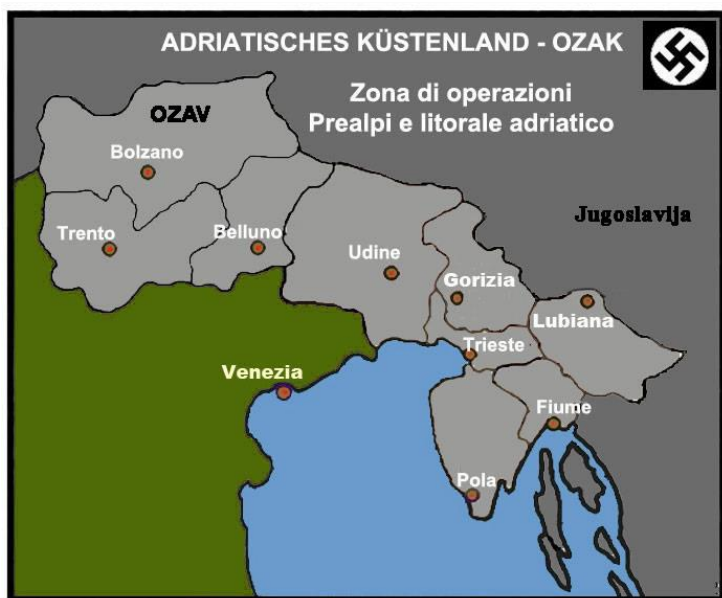 ADRIATISCHES KÜSTENLAND - OZAK
Zona di operazioni
Prealpi e litorale adriatico
OZAV
Bolzano
Jugoslavija
Trento
Belluno
Udine
Gorizia
Lubiana
Trieste
Venezia
Fiume
Pola